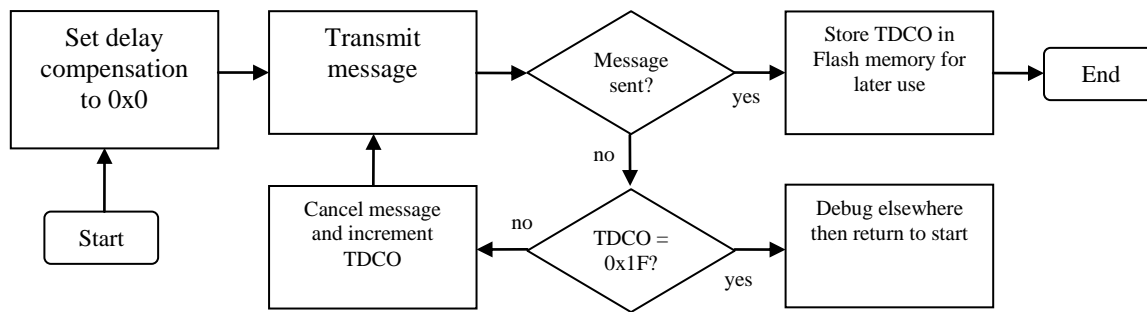 Set delay
compensation
to 0x0
Transmit
message
Message
sent?
yes
Store TDCO in
Flash memory for
later use
End
no
Start
Cancel message
and increment
TDCO
no
TDCO =
0x1F?
yes
Debug elsewhere
then return to start